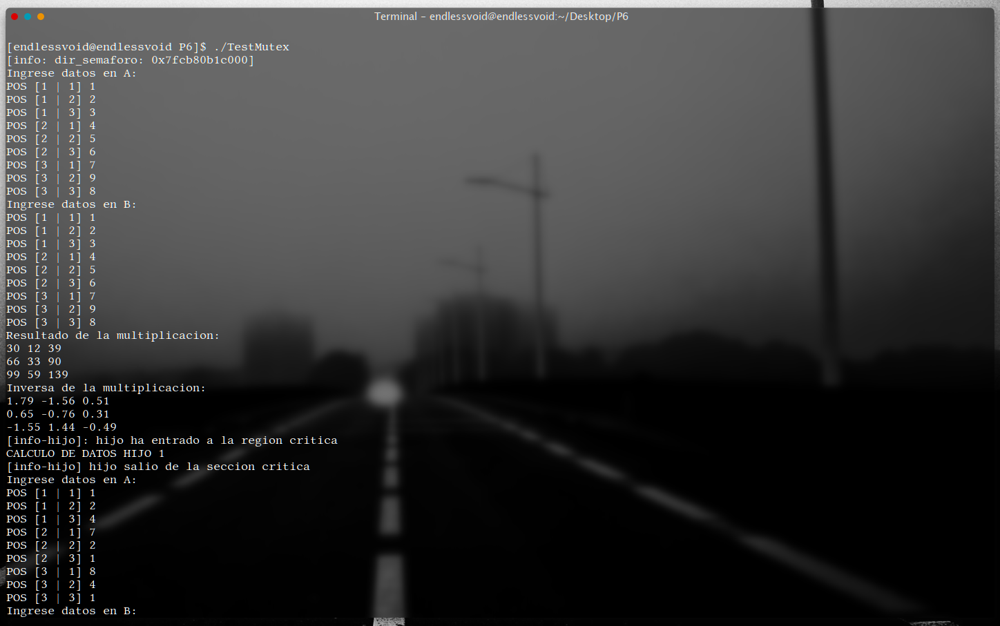 Terminal - endlessvoid@endlessvoid:~/Desktop/P6
[endlessvoid@endlessvoid P6]$ ./TestMutex
[info: dir_semaforo: 0x7fcb80b1c000]
Ingrese datos en A:
POS [1 | 1] 1
POS [1 | 2] 2
POS [1 | 3] 3
POS [2 | 1] 4
POS [2 | 2] 5
POS [2 | 3] 6
POS [3 | 1] 7
POS [3 | 2] 9
POS [3 | 3] 8
Ingrese datos en B:
POS [1 | 1] 1
POS [1 | 2] 2
POS [1 | 3] 3
POS [2 | 1] 4
POS [2 | 2] 5
POS [2 | 3] 6
POS [3 | 1] 7
POS [3 | 2] 9
POS [3 | 3] 8
Resultado de la multiplicacion:
30 12 39
66 33 90
99 59 139
Inversa de la multiplicacion:
1.79 -1.56 0.51
0.65 -0.76 0.31
-1.55 1.44 -0.49
[info-hijo]: hijo ha entrado a la region critica
CALCULO DE DATOS HIJO 1
[info-hijo] hijo salio de la seccion critica
Ingrese datos en A:
POS [1 | 1] 1
POS [1 | 2] 2
POS [1 | 3] 4
POS [2 | 1] 7
POS [2 | 2] 2
POS [2 | 3] 1
POS [3 | 1] 8
POS [3 | 2] 4
POS [3 | 3] 1
Ingrese datos en B: